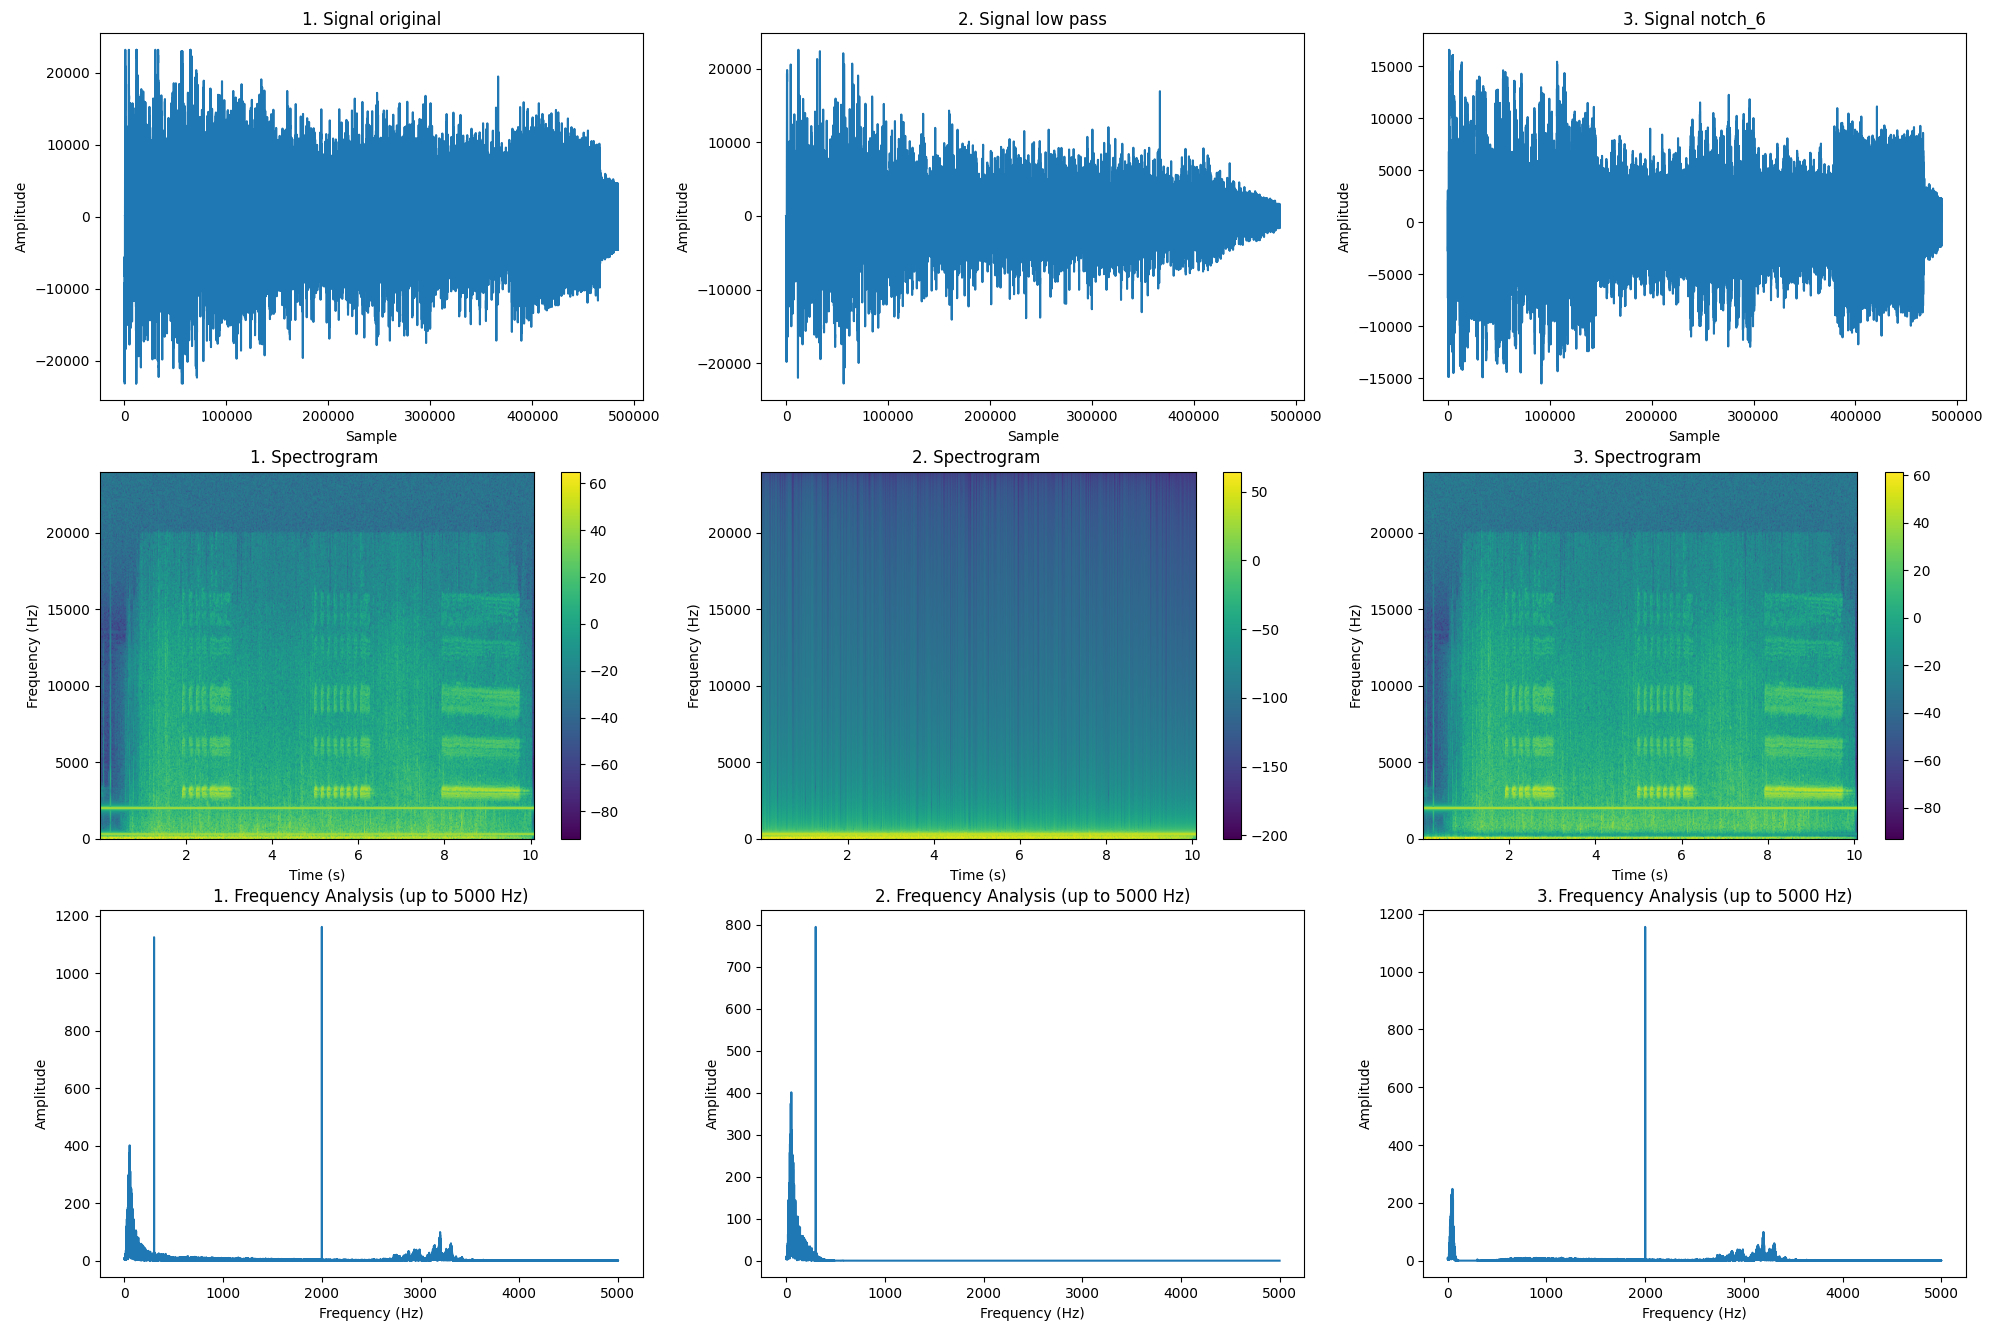 1. Signal original
2. Signal low pass
3. Signal notch_6
Amplitude
20000
10000
0
−10000
−20000
0 100000 200000 300000 400000 500000
Sample
Amplitude
20000
10000
0
−10000
−20000
0 100000 200000 300000 400000 500000
Sample
Amplitude
15000
10000
5000
0
−5000
−10000
−15000
0 100000 200000 300000 400000 500000
Sample
1. Spectrogram
Frequency (Hz)
20000
15000
10000
5000
0
2 4 6 8 10
Time (s)
60
40
20
0
−20
−40
−60
−80
2. Spectrogram
Frequency (Hz)
20000
15000
10000
5000
0
2 4 6 8 10
Time (s)
50
0
−50
−100
−150
−200
3. Spectrogram
Frequency (Hz)
20000
15000
10000
5000
0
2 4 6 8 10
Time (s)
60
40
20
0
−20
−40
−60
−80
1. Frequency Analysis (up to 5000 Hz)
Amplitude
1200
1000
800
600
400
200
0
0 1000 2000 3000 4000 5000
Frequency (Hz)
2. Frequency Analysis (up to 5000 Hz)
Amplitude
800
700
600
500
400
300
200
100
0
0 1000 2000 3000 4000 5000
Frequency (Hz)
3. Frequency Analysis (up to 5000 Hz)
Amplitude
1200
1000
800
600
400
200
0
0 1000 2000 3000 4000 5000
Frequency (Hz)